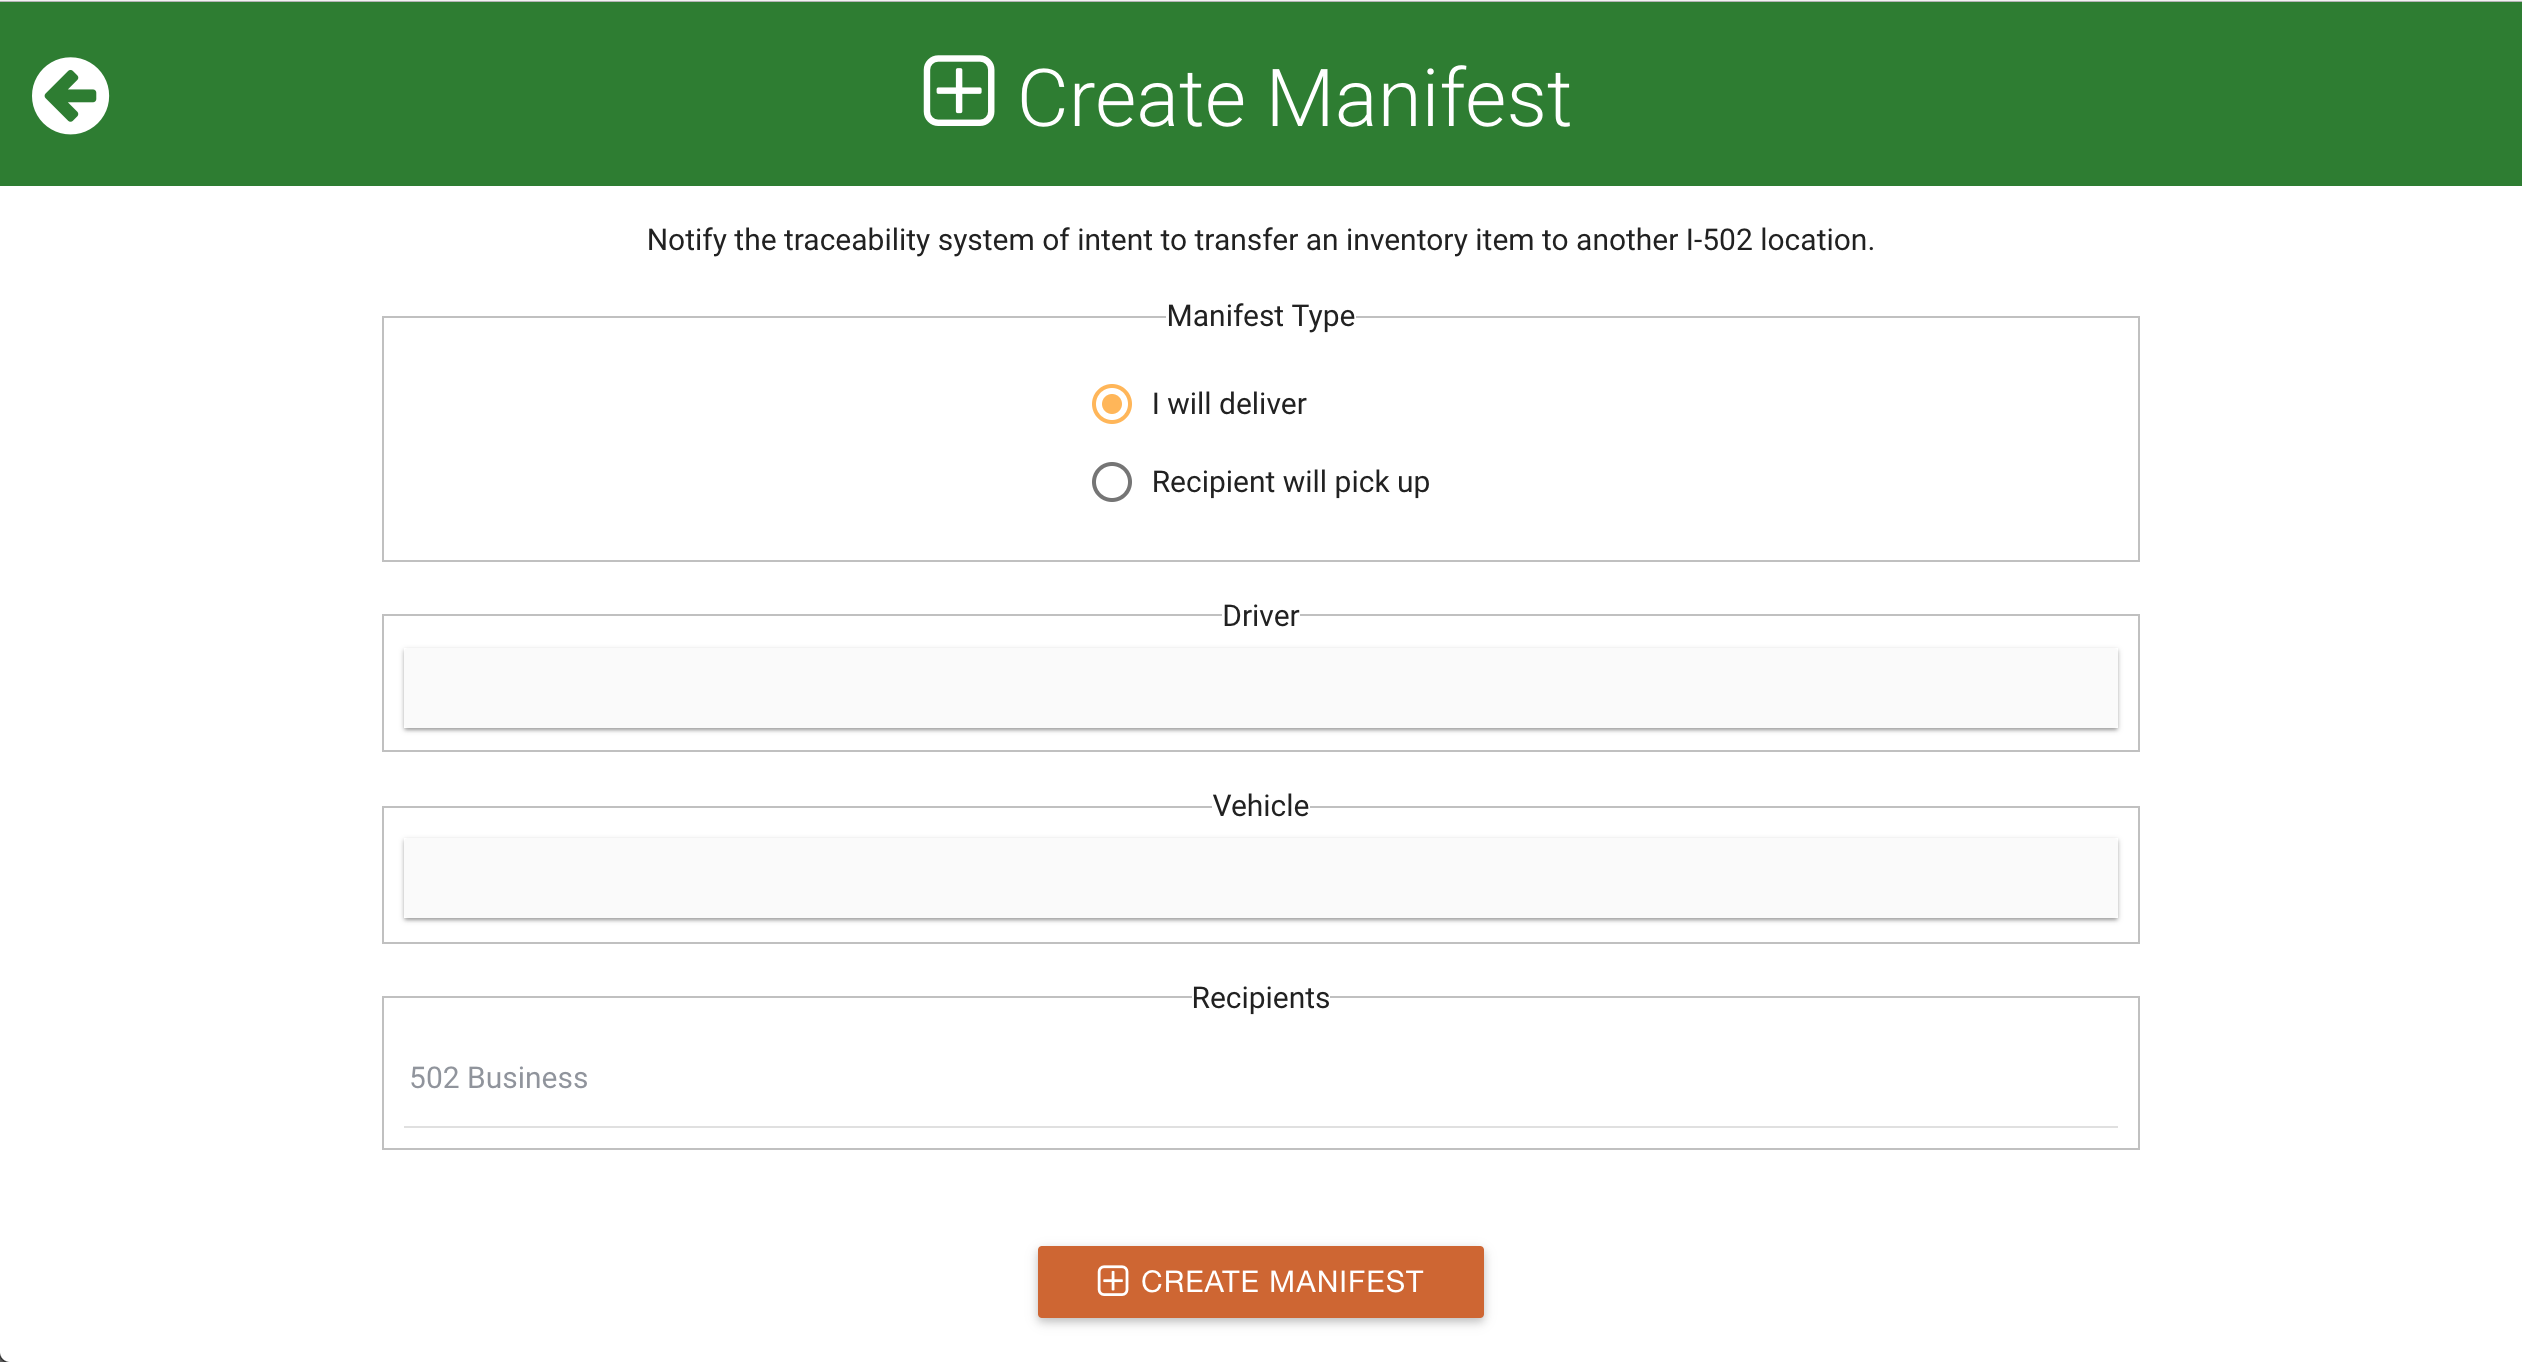 Create Manifest
Notify the traceability system of intent to transfer an inventory item to another I-502 location.
Manifest Type
I will deliver
Recipient will pick up
Driver
Vehicle
Recipients
502 Business
CREATE MANIFEST